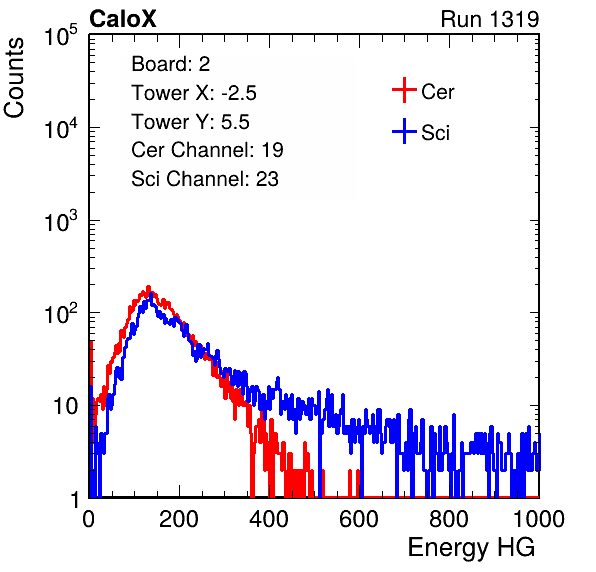 CaloX Run 1319
Counts
Board: 2
Tower X: -2.5
Tower Y: 5.5
Cer Channel: 19
Sci Channel: 23
Cer
Sci
10^5
10^4
10^3
10^2
10
1
0 200 400 600 800 1000
Energy HG